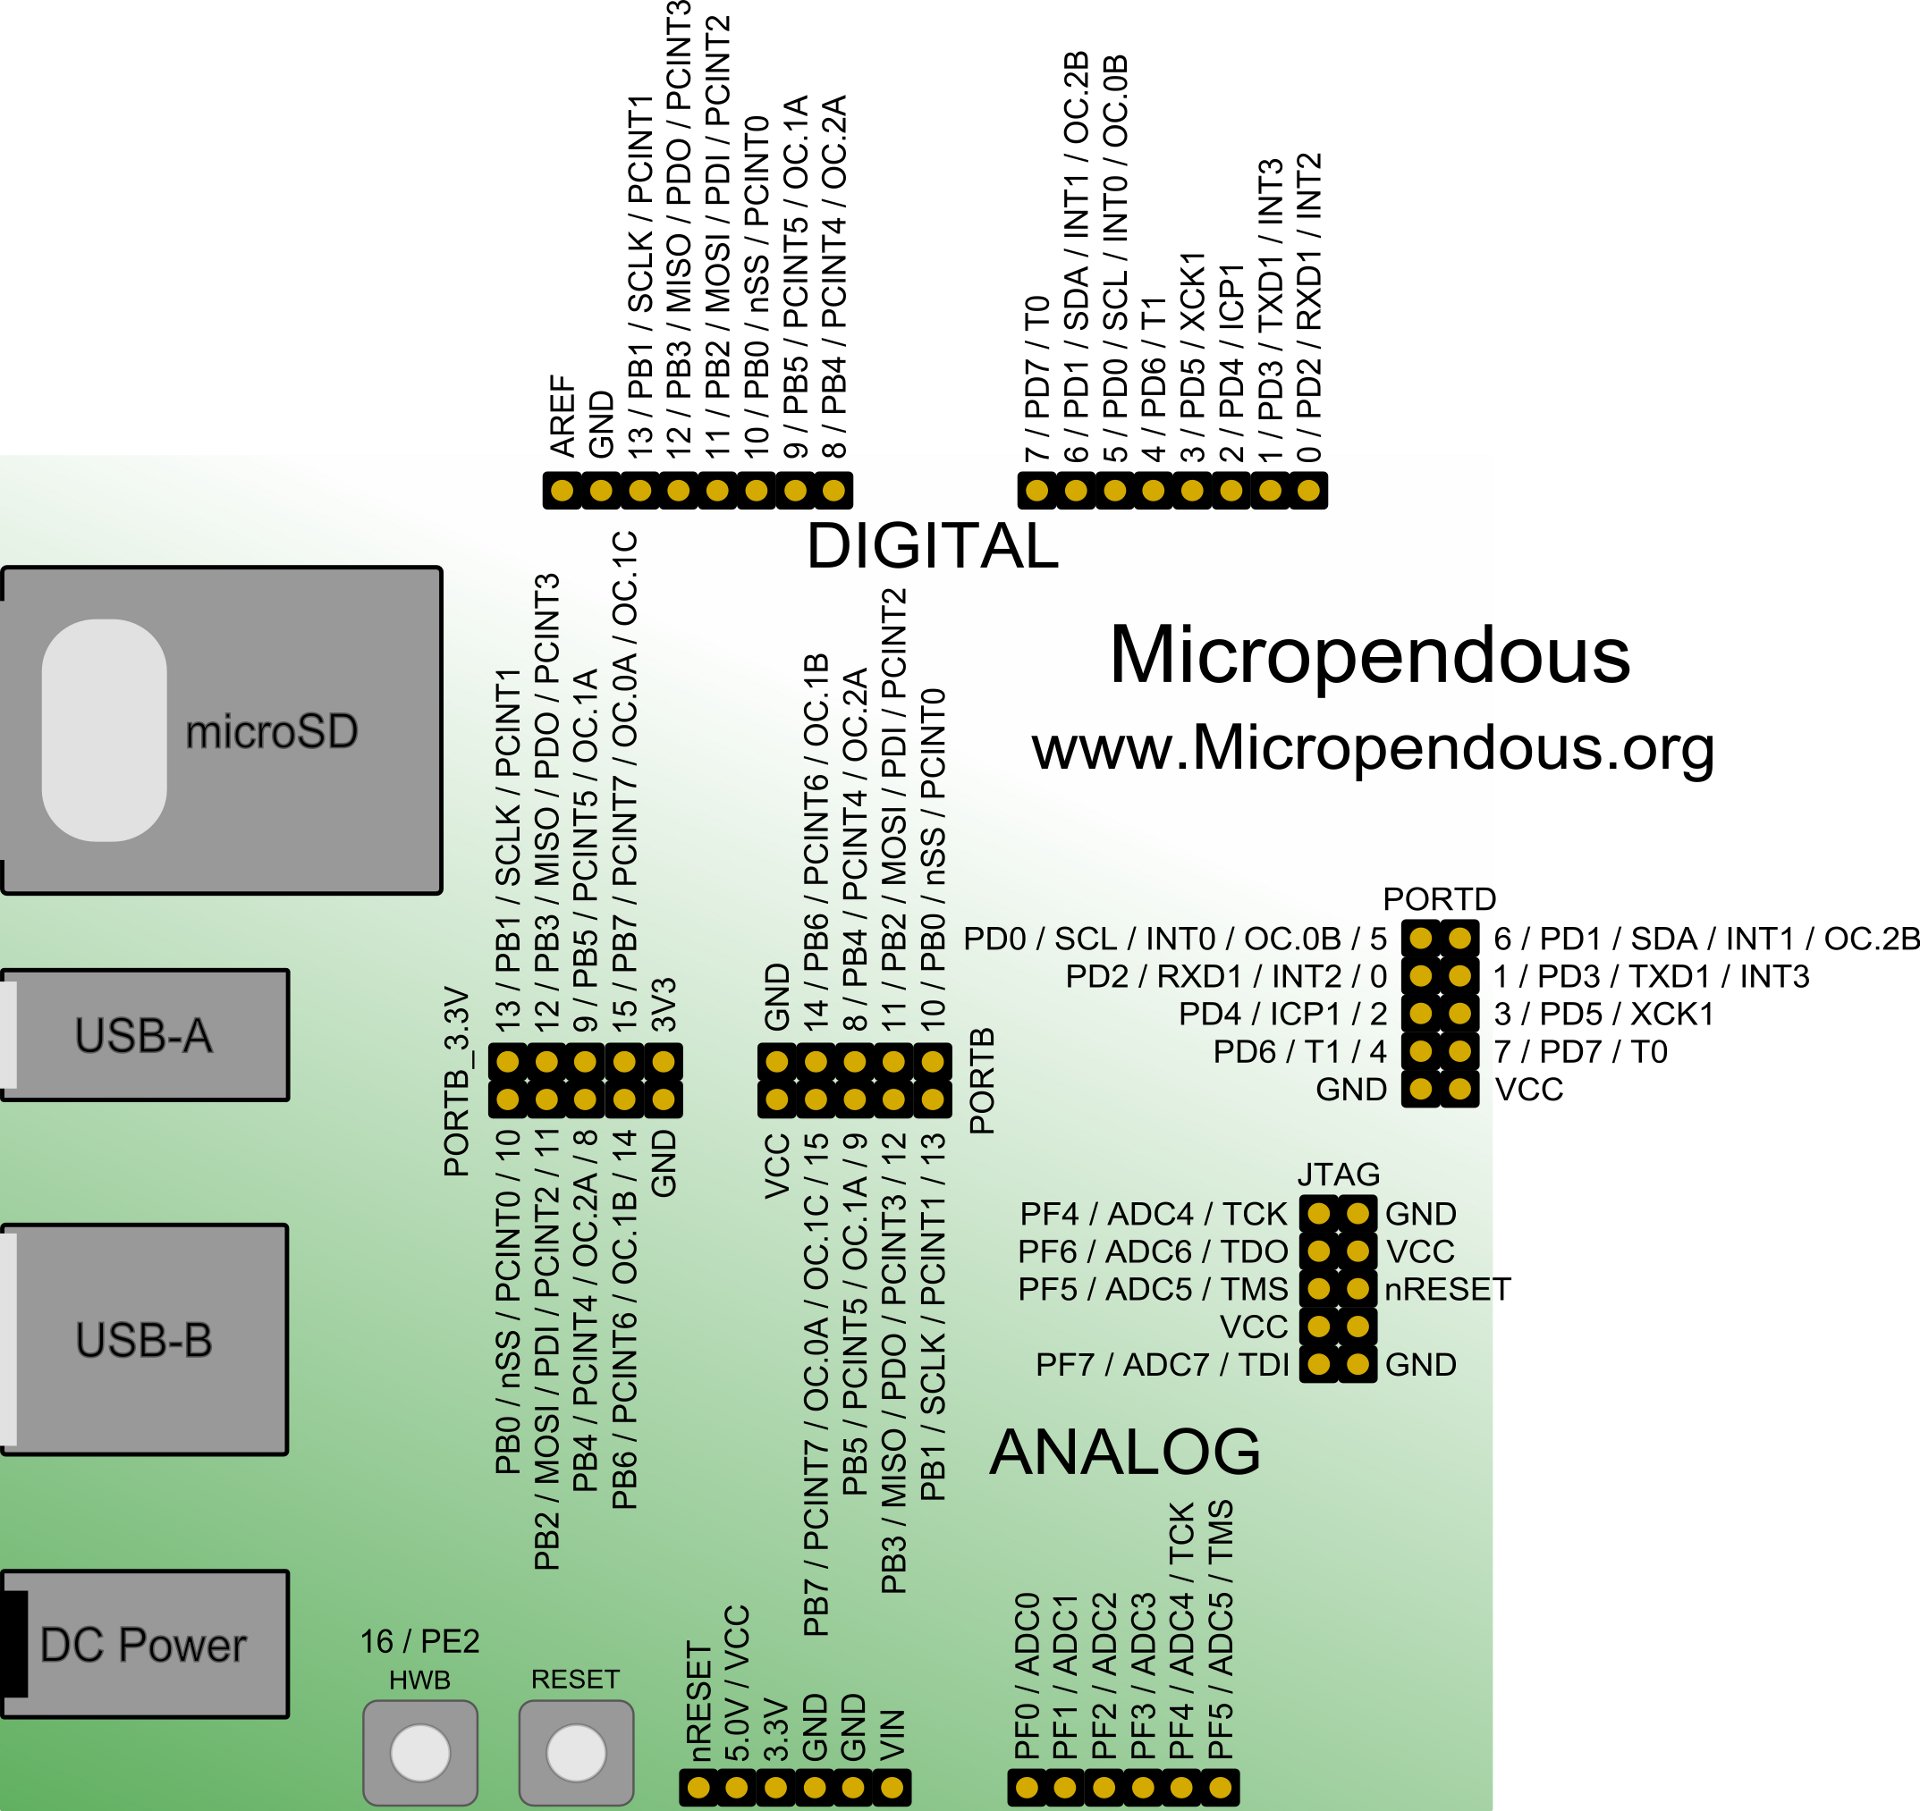 AREF
GND
13 / PB1 / SCLK / PCINT1
12 / PB3 / MISO / PDO / PCINT3
11 / PB2 / MOSI / PDI / PCINT2
10 / PB0 / nSS / PCINT0
9 / PB5 / PCINT5 / OC.1A
8 / PB4 / PCINT4 / OC.2A
7 / PD7 / T0
6 / PD1 / SDA / INT1 / OC.2B
5 / PD0 / SCL / INT0 / OC.0B
4 / PD6 / T1
3 / PD5 / XCK1
2 / PD4 / ICP1
1 / PD3 / TXD1 / INT3
0 / PD2 / RXD1 / INT2
DIGITAL
Micropendous
www.Micropendous.org
microSD
USB-A
USB-B
DC Power
PORTB_3.3V
13 / PB1 / SCLK / PCINT1
12 / PB3 / MISO / PDO / PCINT3
9 / PB5 / PCINT5 / OC.1A
15 / PB7 / PCINT7 / OC.0A / OC.1C
3V3
PB0 / nSS / PCINT0 / 10
PB2 / MOSI / PDI / PCINT2 / 11
PB4 / PCINT4 / OC.2A / 8
PB6 / PCINT6 / OC.1B / 14
GND
GND
14 / PB6 / PCINT6 / OC.1B
8 / PB4 / PCINT4 / OC.2A
11 / PB2 / MOSI / PDI / PCINT2
10 / PB0 / nSS / PCINT0
PORTB
VCC
PB7 / PCINT7 / OC.0A / OC.1C / 15
PB5 / PCINT5 / OC.1A / 9
PB3 / MISO / PDO / PCINT3 / 12
PB1 / SCLK / PCINT1 / 13
PORTD
PD0 / SCL / INT0 / OC.0B / 5 6 / PD1 / SDA / INT1 / OC.2B
PD2 / RXD1 / INT2 / 0 1 / PD3 / TXD1 / INT3
PD4 / ICP1 / 2 3 / PD5 / XCK1
PD6 / T1 / 4 7 / PD7 / T0
GND VCC
JTAG
PF4 / ADC4 / TCK GND
PF6 / ADC6 / TDO VCC
PF5 / ADC5 / TMS nRESET
VCC
PF7 / ADC7 / TDI GND
ANALOG
16 / PE2
HWB
RESET
nRESET
5.0V / VCC
3.3V
GND
GND
VIN
PF0 / ADC0
PF1 / ADC1
PF2 / ADC2
PF3 / ADC3
PF4 / ADC4 / TCK
PF5 / ADC5 / TMS